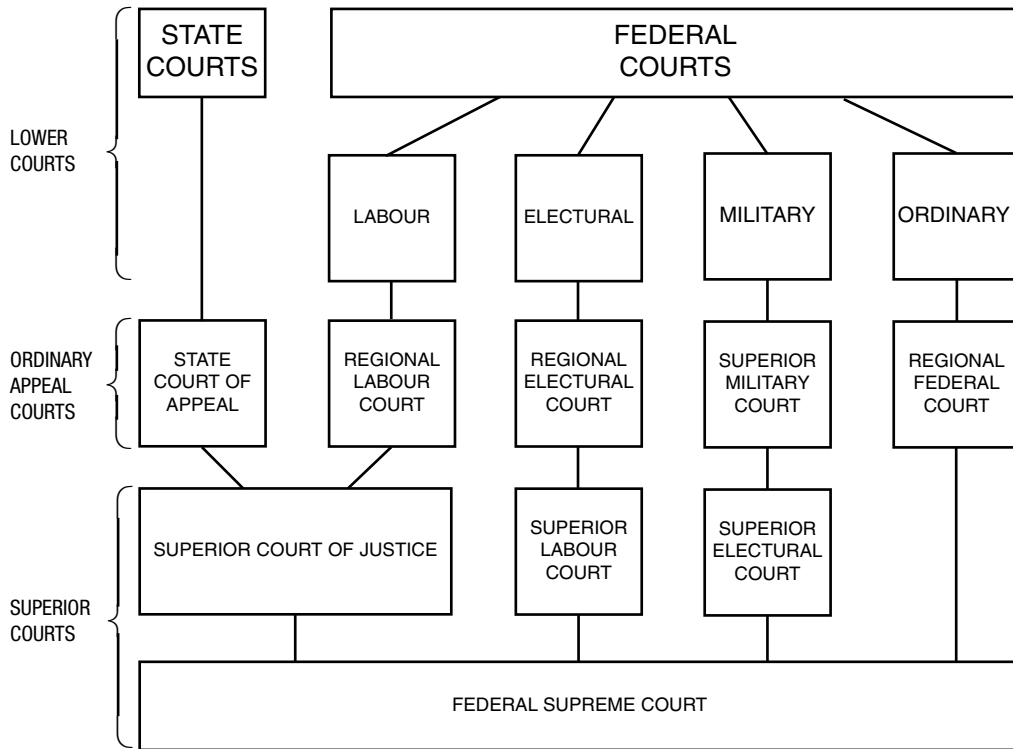 STATE
COURTS
FEDERAL
COURTS
LOWER
COURTS
LABOUR
ELECTURAL
MILITARY
ORDINARY
ORDINARY
APPEAL
COURTS
STATE
COURT OF
APPEAL
REGIONAL
LABOUR
COURT
REGIONAL
ELECTURAL
COURT
SUPERIOR
MILITARY
COURT
REGIONAL
FEDERAL
COURT
SUPERIOR
COURTS
SUPERIOR COURT OF JUSTICE
SUPERIOR
LABOUR
COURT
SUPERIOR
ELECTURAL
COURT
FEDERAL SUPREME COURT